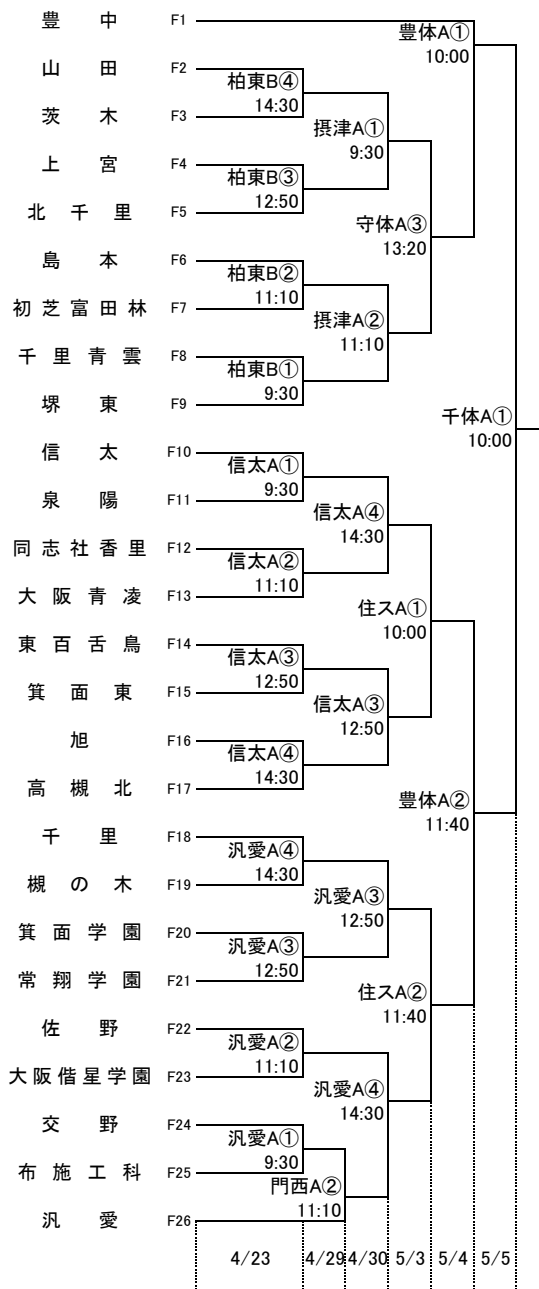 豊中 F1
豊体A①
10:00
山田 F2
柏東B④
14:30
茨木 F3
摂津A①
9:30
上宮 F4
柏東B③
12:50
北千里 F5
守体A③
13:20
島本 F6
柏東B②
11:10
初芝富田林 F7
摂津A②
11:10
千里青雲 F8
柏東B①
9:30
堺東 F9
千体A①
10:00
信太 F10
信太A①
9:30
泉陽 F11
信太A④
14:30
同志社香里 F12
信太A②
11:10
大阪青凌 F13
住スA①
10:00
東百舌鳥 F14
信太A③
12:50
箕面東 F15
信太A③
12:50
旭 F16
信太A④
14:30
高槻北 F17
豊体A②
11:40
千里 F18
汎愛A④
14:30
槻の木 F19
汎愛A③
12:50
箕面学園 F20
汎愛A③
12:50
常翔学園 F21
住スA②
11:40
佐野 F22
汎愛A②
11:10
大阪偕星学園 F23
汎愛A④
14:30
交野 F24
汎愛A①
9:30
布施工科 F25
門西A②
11:10
汎愛 F26
4/23 4/29 4/30 5/3 5/4 5/5